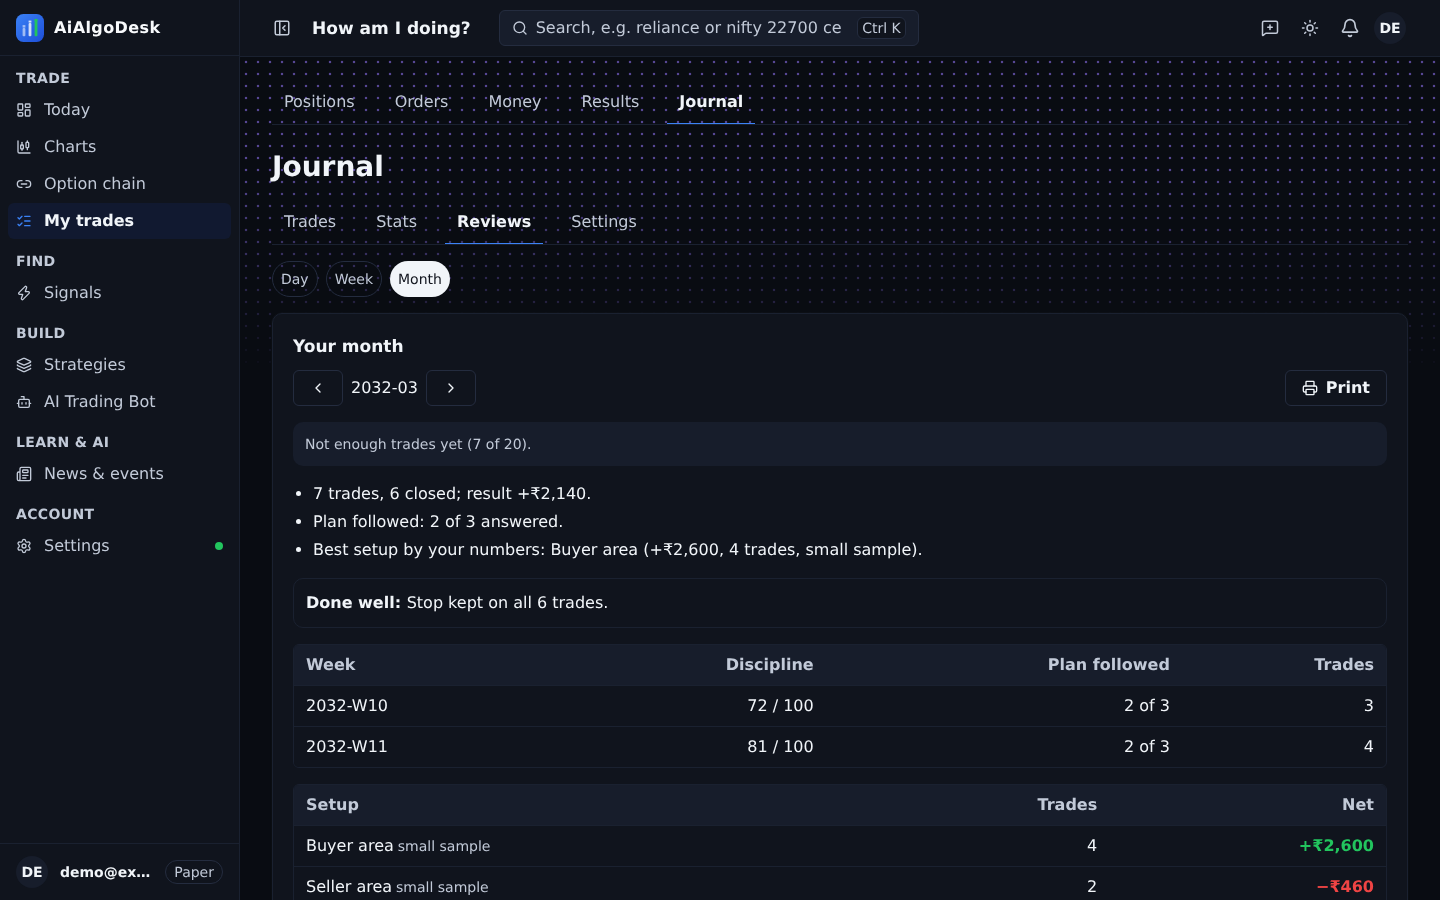 AiAlgoDesk
How am I doing?
Search, e.g. reliance or nifty 22700 ce
Ctrl K
DE
TRADE
Today
Charts
Option chain
My trades
FIND
Signals
BUILD
Strategies
AI Trading Bot
LEARN & AI
News & events
ACCOUNT
Settings
DE
demo@ex...
Paper
Positions
Orders
Money
Results
Journal
Journal
Trades
Stats
Reviews
Settings
Day
Week
Month
Your month
2032-03
Print
Not enough trades yet (7 of 20).
• 7 trades, 6 closed; result +₹2,140.
• Plan followed: 2 of 3 answered.
• Best setup by your numbers: Buyer area (+₹2,600, 4 trades, small sample).
Done well: Stop kept on all 6 trades.
Week Discipline Plan followed Trades
2032-W10 72 / 100 2 of 3 3
2032-W11 81 / 100 2 of 3 4
Setup Trades Net
Buyer area small sample 4 +₹2,600
Seller area small sample 2 −₹460